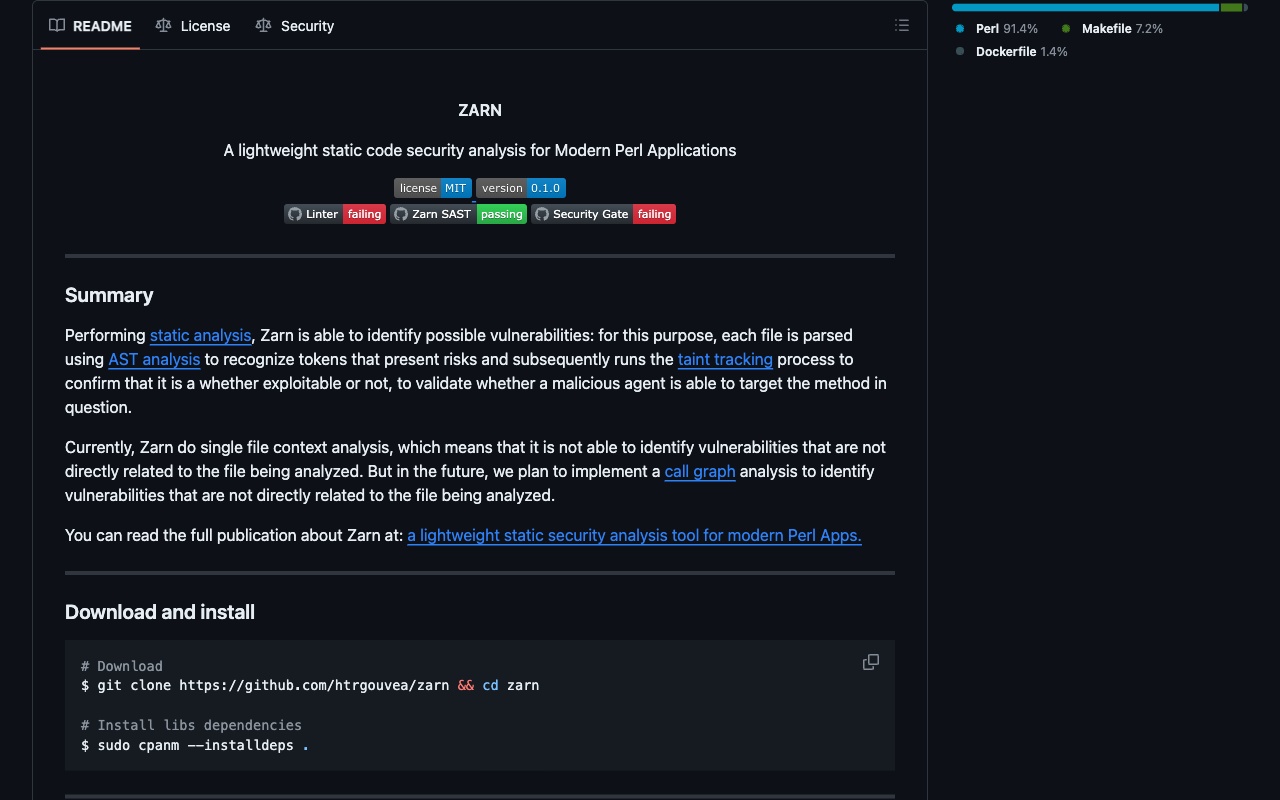 README
License
Security
Perl 91.4%
Makefile 7.2%
Dockerfile 1.4%
ZARN
A lightweight static code security analysis for Modern Perl Applications
license MIT version 0.1.0
Linter failing Zarn SAST passing Security Gate failing
Summary
Performing static analysis, Zarn is able to identify possible vulnerabilities: for this purpose, each file is parsed
using AST analysis to recognize tokens that present risks and subsequently runs the taint tracking process to
confirm that it is a whether exploitable or not, to validate whether a malicious agent is able to target the method in
question.
Currently, Zarn do single file context analysis, which means that it is not able to identify vulnerabilities that are not
directly related to the file being analyzed. But in the future, we plan to implement a call graph analysis to identify
vulnerabilities that are not directly related to the file being analyzed.
You can read the full publication about Zarn at: a lightweight static security analysis tool for modern Perl Apps.
Download and install
# Download
$ git clone https://github.com/htrgouvea/zarn && cd zarn
# Install libs dependencies
$ sudo cpanm --installdeps .